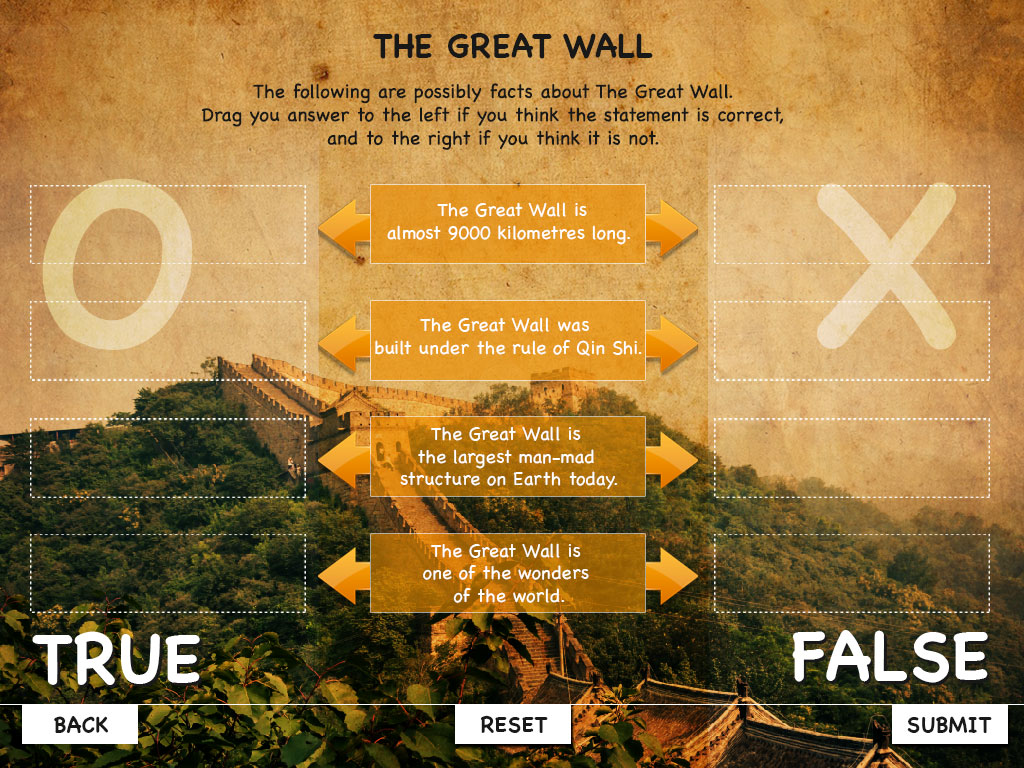 THE GREAT WALL
The following are possibly facts about The Great Wall.
Drag you answer to the left if you think the statement is correct,
and to the right if you think it is not.
O
X
The Great Wall is
almost 9000 kilometres long.
The Great Wall was
built under the rule of Qin Shi.
The Great Wall is
the largest man-mad
structure on Earth today.
The Great Wall is
one of the wonders
of the world.
TRUE
FALSE
BACK
RESET
SUBMIT